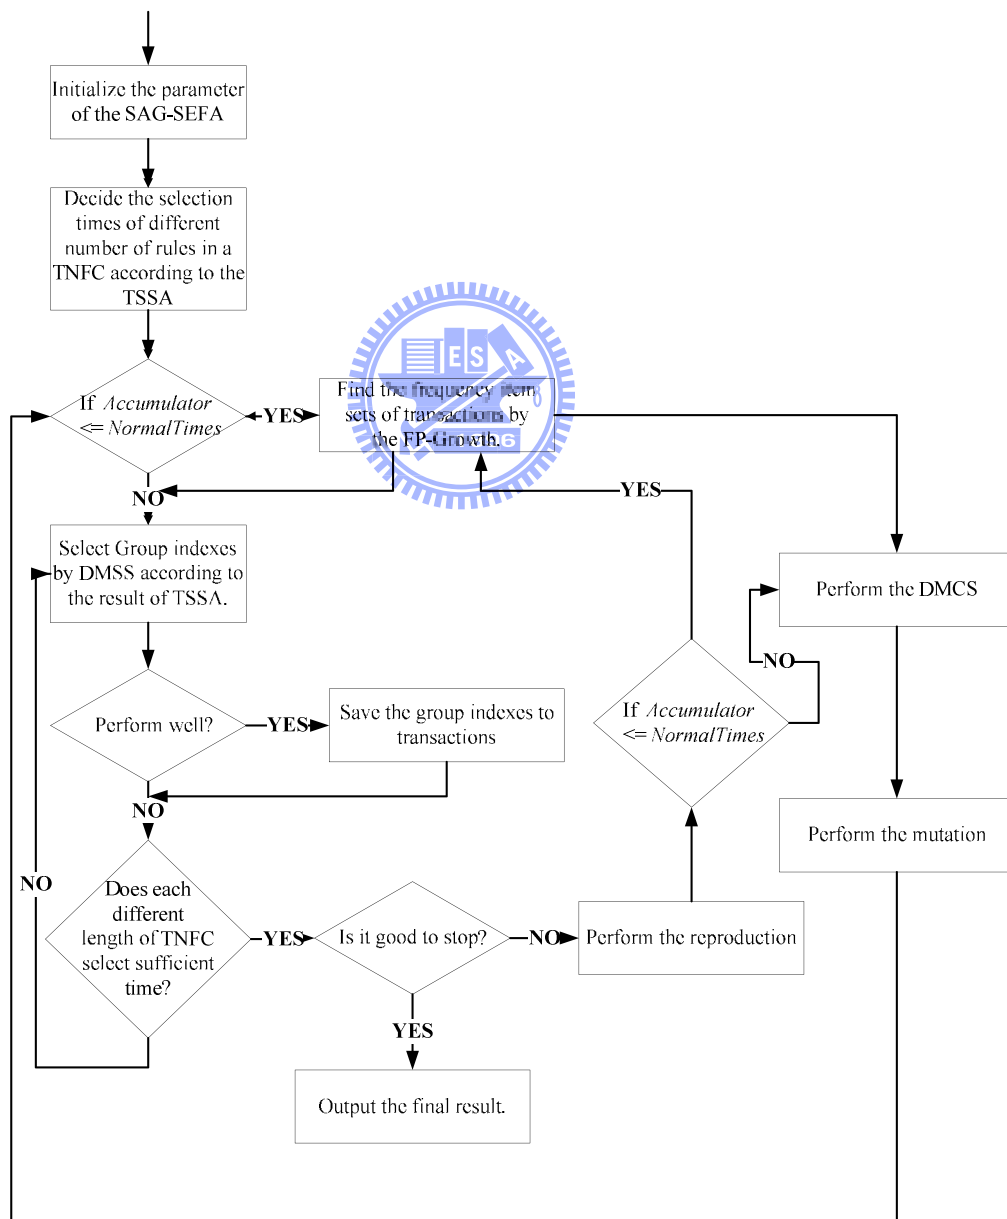 Initialize the parameter
of the SAG-SEFA
Decide the selection
times of different
number of rules in a
TNFC according to the
TSSA
If Accumulator
<= NormalTimes
YES
Find the frequency item
sets of transactions by
the FP-Growth.
E S A
NO
YES
Select Group indexes
by DMSS according to
the result of TSSA.
Perform the DMCS
NO
Perform well?
YES
Save the group indexes to
transactions
If Accumulator
<= NormalTimes
NO
Perform the mutation
NO
Does each
different
length of TNFC
select sufficient
time?
YES
Is it good to stop?
NO
Perform the reproduction
YES
Output the final result.